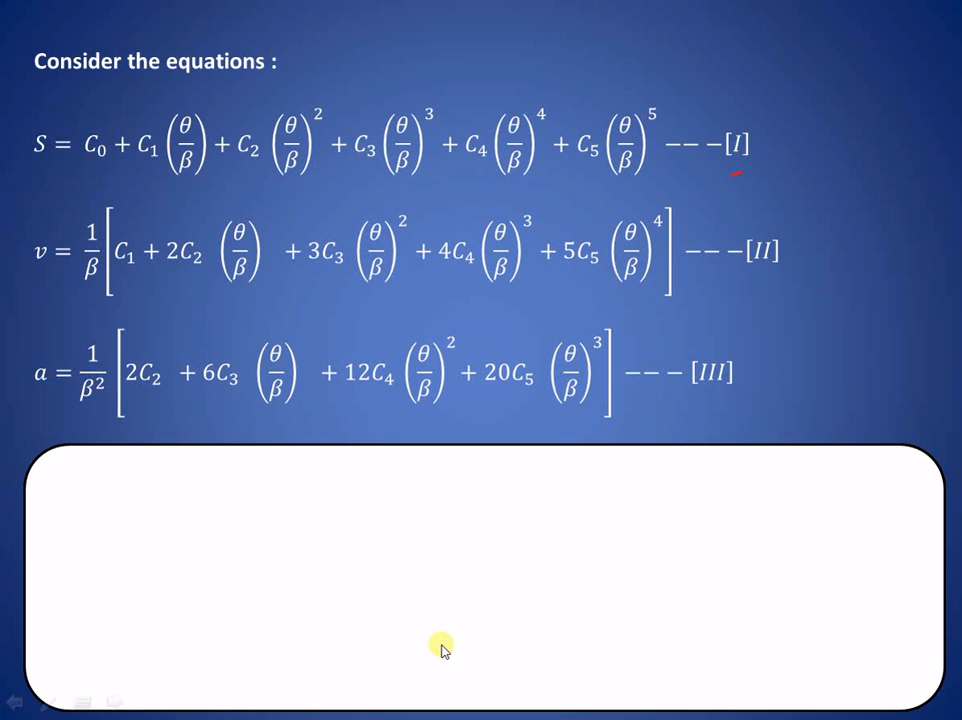 Consider the equations :
S = C₀ + C₁ (θ/β) + C₂ (θ/β)² + C₃ (θ/β)³ + C₄ (θ/β)⁴ + C₅ (θ/β)⁵ −− −[I]
v = 1/β [C₁ + 2C₂ (θ/β) + 3C₃ (θ/β)² + 4C₄ (θ/β)³ + 5C₅ (θ/β)⁴] −− −[II]
a = 1/β² [2C₂ + 6C₃ (θ/β) + 12C₄ (θ/β)² + 20C₅ (θ/β)³] −− − [III]